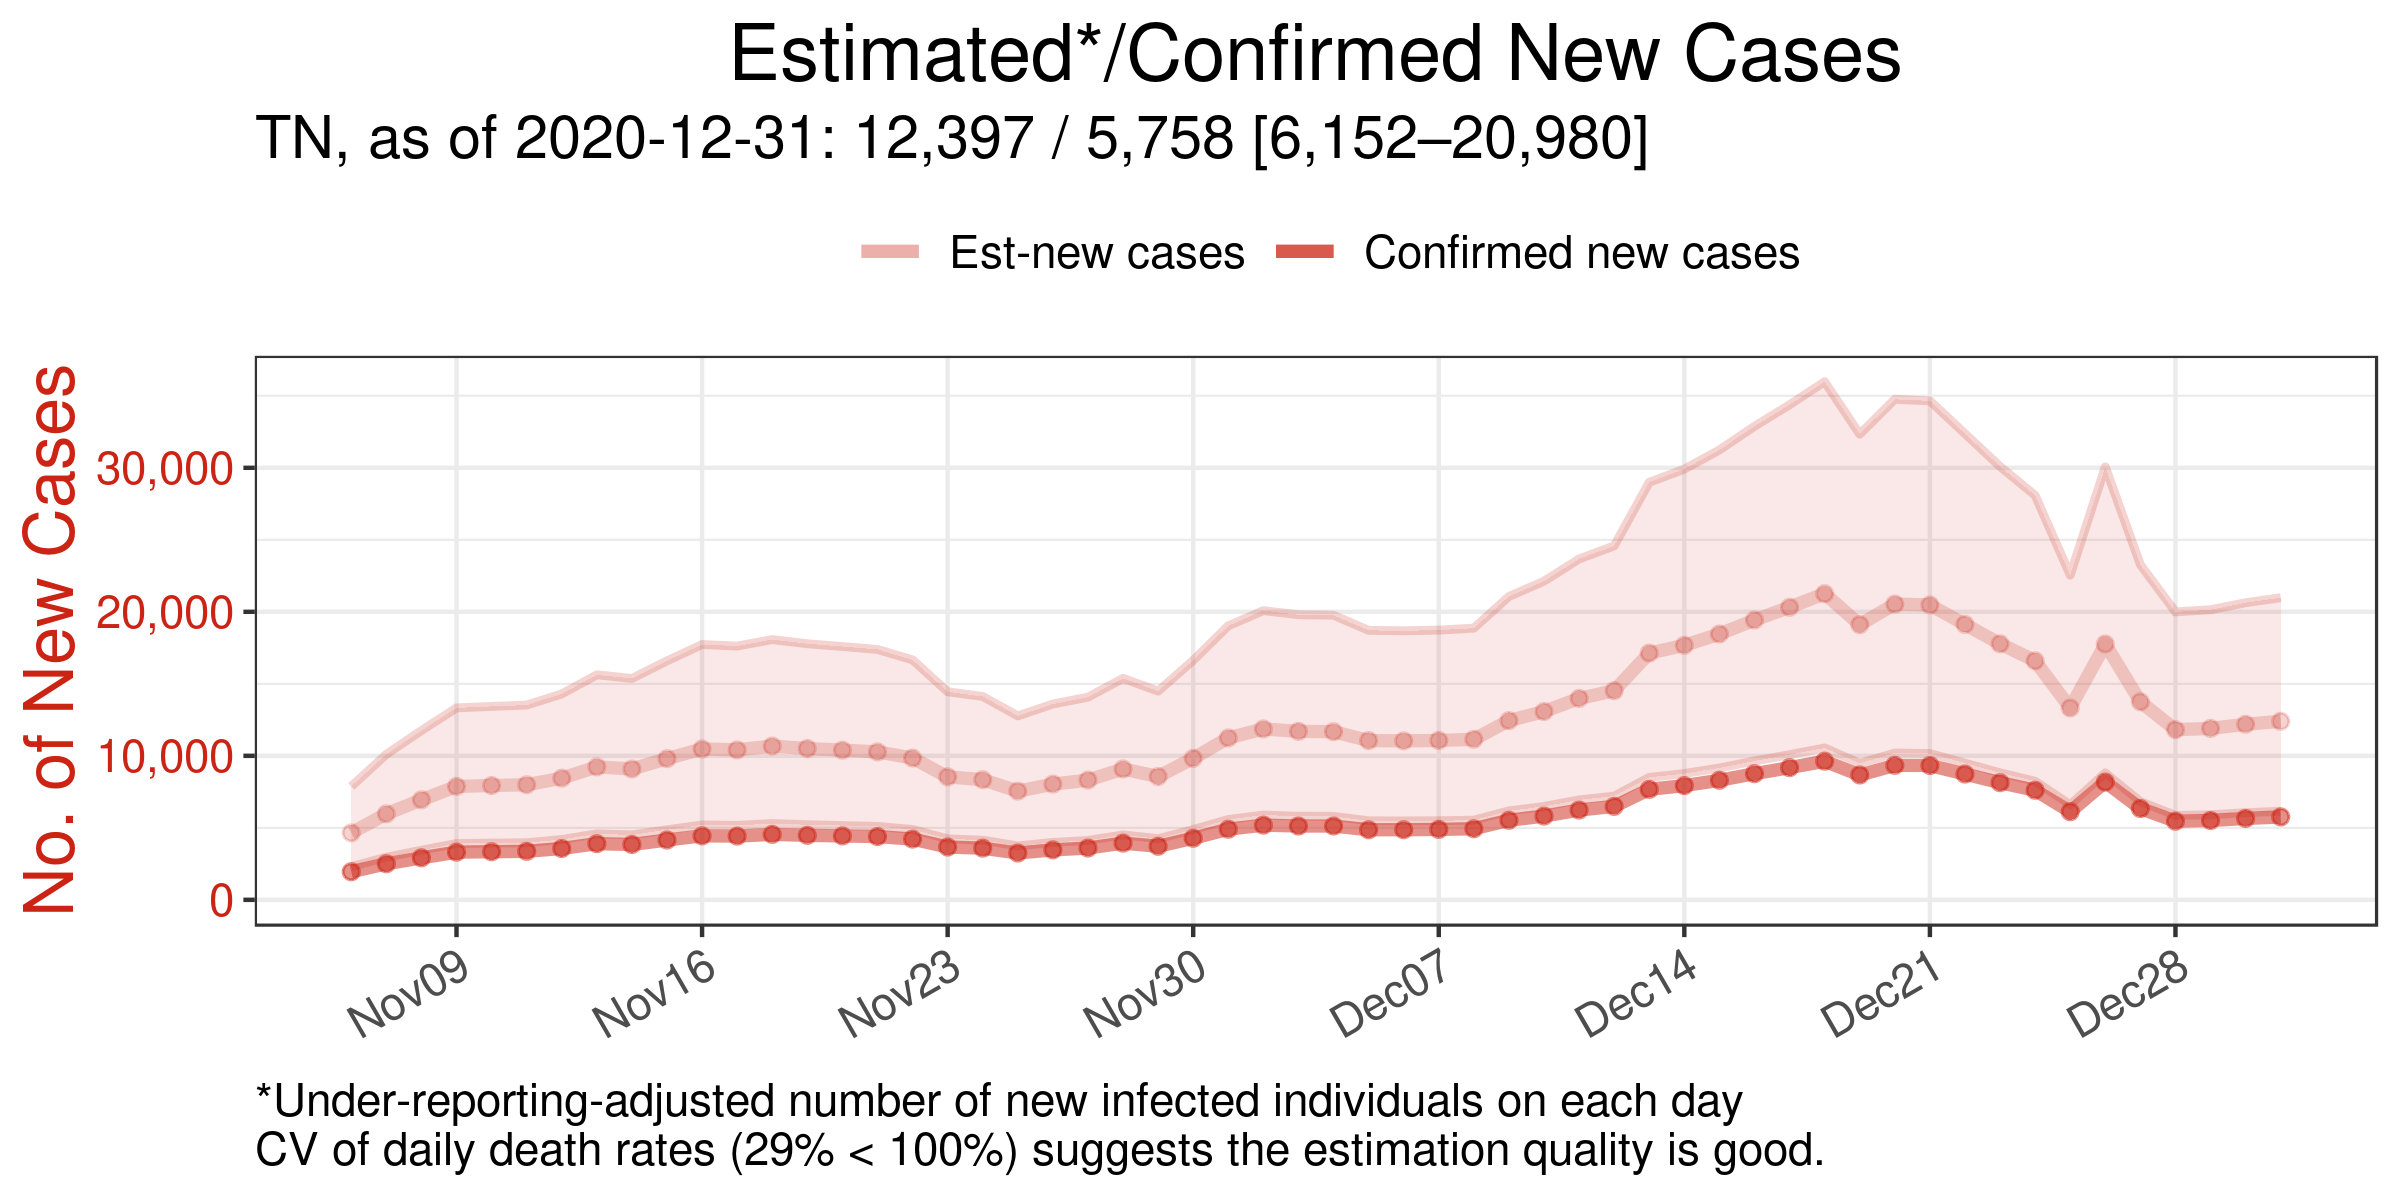 Estimated*/Confirmed New Cases
TN, as of 2020-12-31: 12,397 / 5,758 [6,152–20,980]
Est-new cases Confirmed new cases
No. of New Cases
30,000
20,000
10,000
0
Nov09 Nov16 Nov23 Nov30 Dec07 Dec14 Dec21 Dec28
*Under-reporting-adjusted number of new infected individuals on each day
CV of daily death rates (29% < 100%) suggests the estimation quality is good.